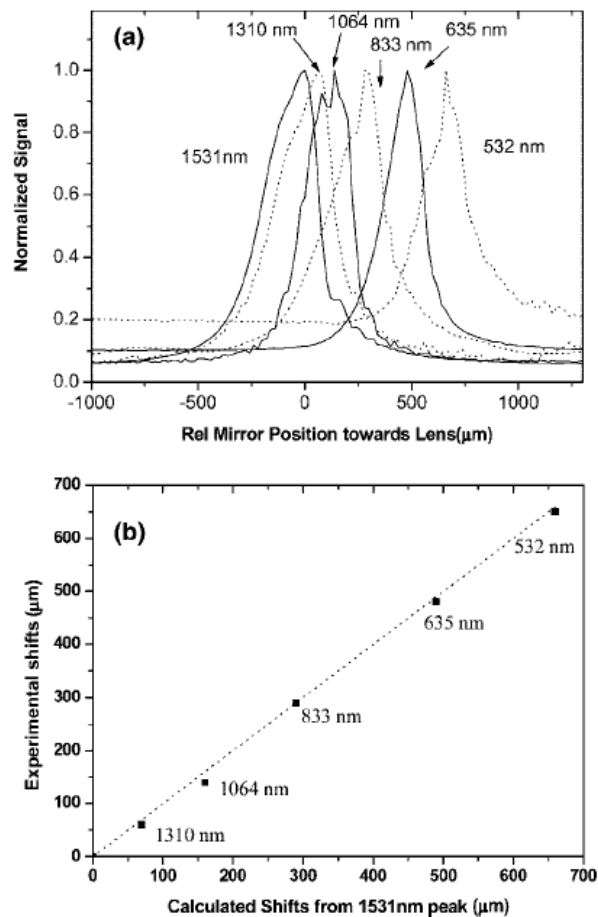 (a)
1310 nm
1064 nm
833 nm
635 nm
1531nm
532 nm
Normalized Signal
1.0
0.8
0.6
0.4
0.2
0.0
-1000
-500
0
500
1000
Rel Mirror Position towards Lens(µm)
(b)
Experimental shifts (µm)
700
600
500
400
300
200
100
0
532 nm
635 nm
833 nm
1064 nm
1310 nm
0
100
200
300
400
500
600
700
Calculated Shifts from 1531nm peak (µm)